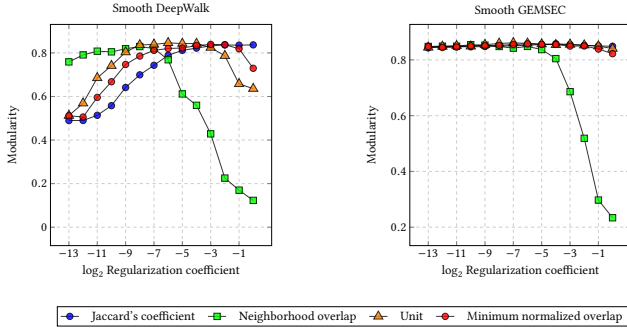 Smooth DeepWalk
Modularity
0.8
0.6
0.4
0.2
0
−13 −11 −9 −7 −5 −3 −1
log2 Regularization coefficient
Smooth GEMSEC
Modularity
0.8
0.6
0.4
0.2
−13 −11 −9 −7 −5 −3 −1
log2 Regularization coefficient
Jaccard's coefficient Neighborhood overlap Unit Minimum normalized overlap